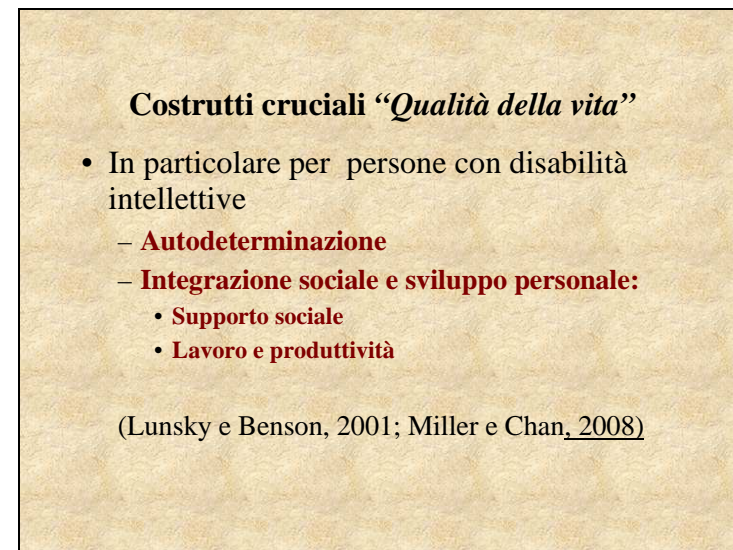 Costrutti cruciali “Qualità della vita”
• In particolare per persone con disabilità
intellettive
– Autodeterminazione
– Integrazione sociale e sviluppo personale:
• Supporto sociale
• Lavoro e produttività
(Lunsky e Benson, 2001; Miller e Chan, 2008)